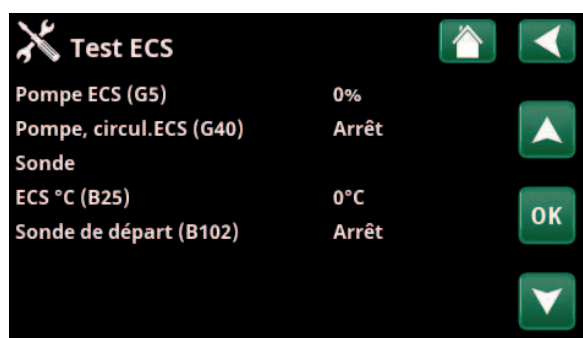 Test ECS
Pompe ECS (G5) 0%
Pompe, circul.ECS (G40) Arrêt
Sonde
ECS °C (B25) 0°C
OK
Sonde de départ (B102) Arrêt